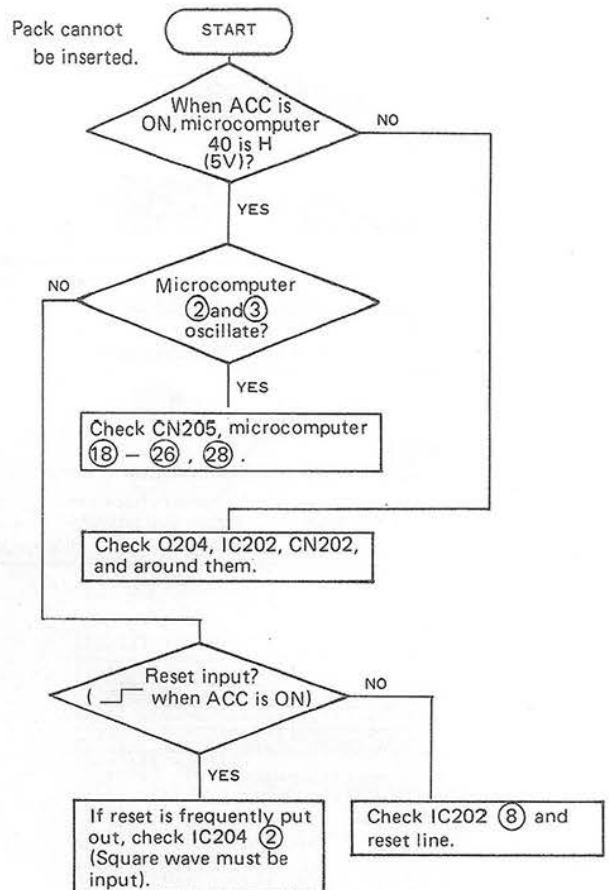 Pack cannot
be inserted.
START
When ACC is
ON, microcomputer
40 is H
(5V)?
NO
YES
NO
Microcomputer
② and ③
oscillate?
YES
Check CN205, microcomputer
⑱ – ㉖ , ㉘ .
Check Q204, IC202, CN202,
and around them.
Reset input?
( when ACC is ON)
NO
YES
If reset is frequently put
out, check IC204 ②
(Square wave must be
input).
Check IC202 ⑧ and
reset line.